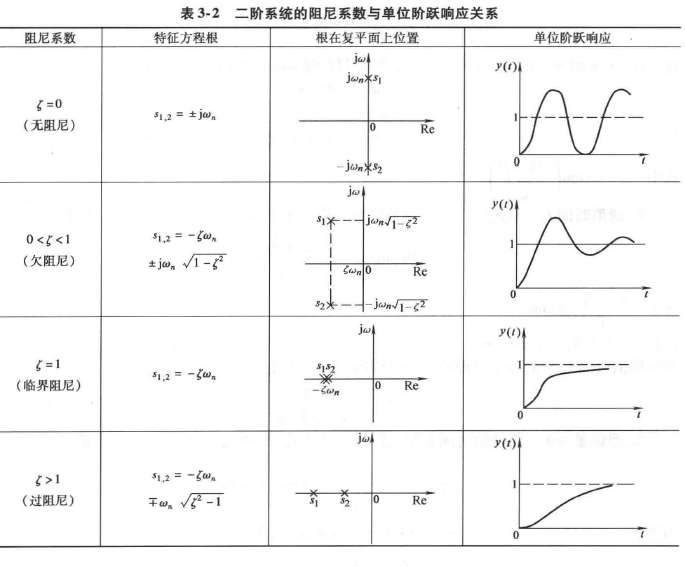 表 3-2 二阶系统的阻尼系数与单位阶跃响应关系
阻尼系数 特征方程根 根在复平面上位置 单位阶跃响应
ζ=0
（无阻尼）
s₁,₂ = ±jωₙ
jω
jωₙ s₁
0 Re
-jωₙ s₂
y(t)
1
0 t
0<ζ<1
（欠阻尼）
s₁,₂ = -ζωₙ
±jωₙ √1-ζ²
jω
s₁ jωₙ√1-ζ²
ζωₙ 0 Re
s₂ -jωₙ√1-ζ²
y(t)
1
0 t
ζ=1
（临界阻尼）
s₁,₂ = -ζωₙ
jω
s₁s₂
-ζωₙ 0 Re
y(t)
1
0 t
ζ>1
（过阻尼）
s₁,₂ = -ζωₙ
∓ωₙ √ζ²-1
jω
s₁ s₂ 0 Re
y(t)
1
0 t